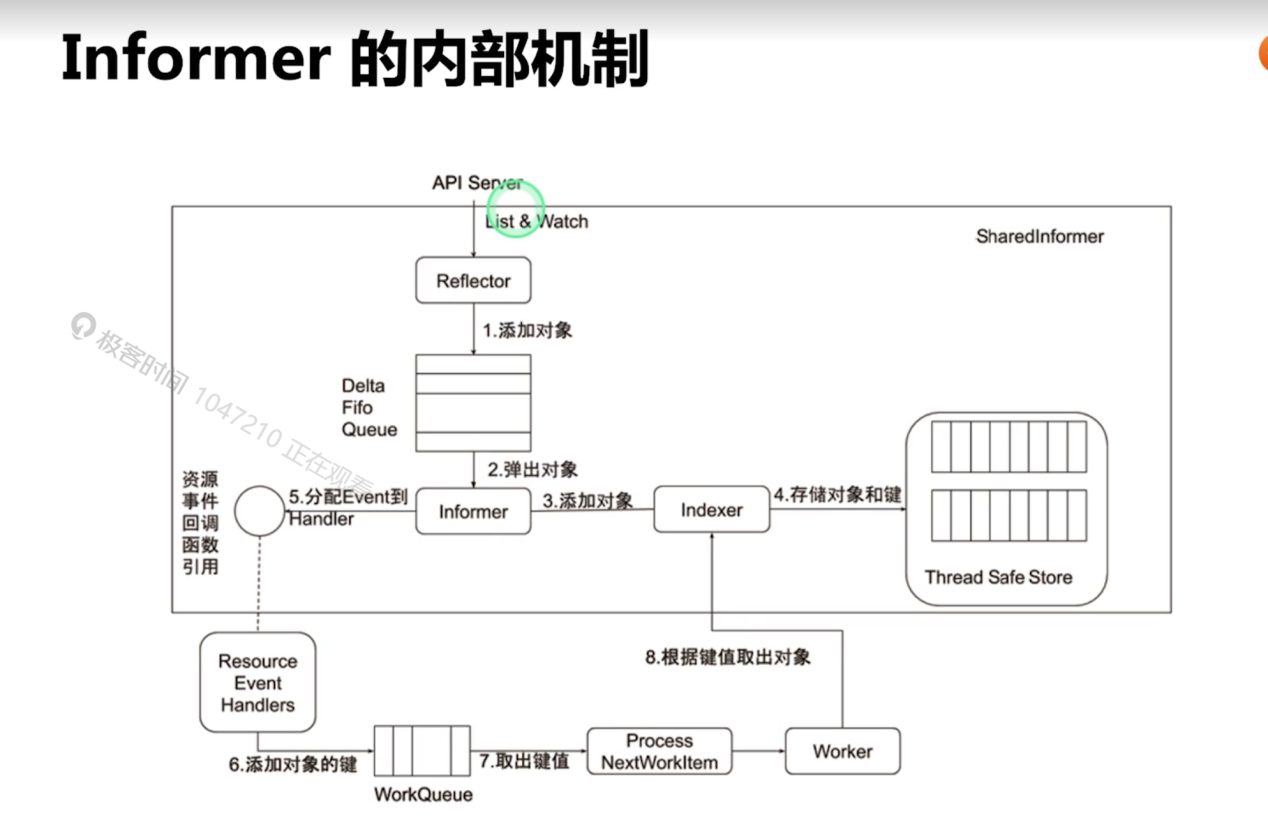 Informer 的内部机制
API Server
List & Watch
SharedInformer
Reflector
1.添加对象
Delta
Fifo
Queue
极客时间 1047210 正在观看
2.弹出对象
资源
事件
回调
函数
引用
5.分配Event到
Handler
Informer
3.添加对象
Indexer
4.存储对象和键
Thread Safe Store
Resource
Event
Handlers
8.根据键值取出对象
6.添加对象的键
WorkQueue
7.取出键值
Process
NextWorkItem
Worker